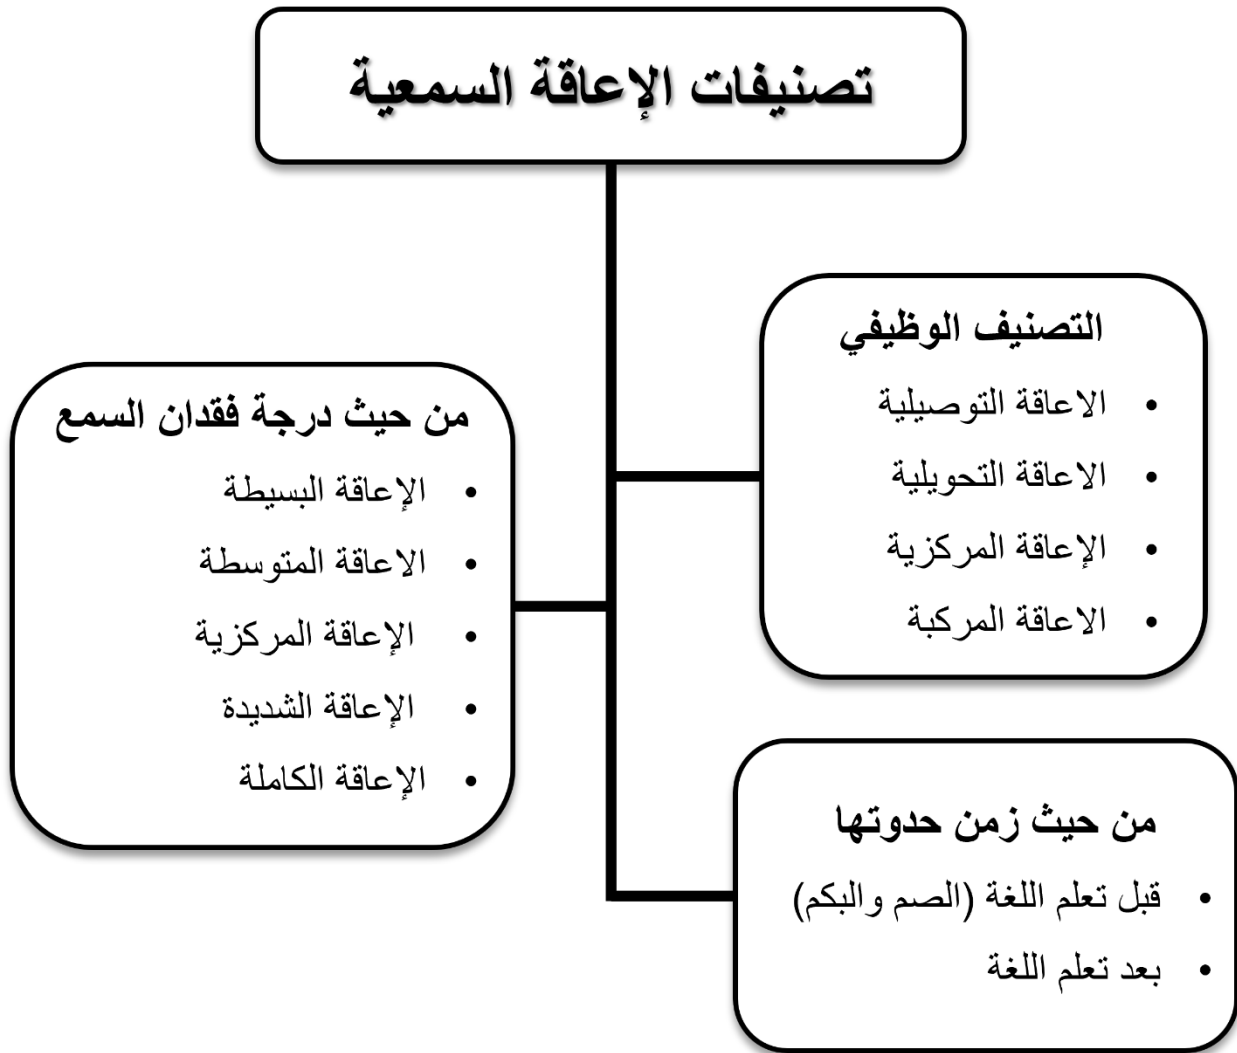 تصنيفات الإعاقة السمعية
التصنيف الوظيفي
• الاعاقة التوصيلية
• الاعاقة التحويلية
• الإعاقة المركزية
• الاعاقة المركبة
من حيث درجة فقدان السمع
• الإعاقة البسيطة
• الاعاقة المتوسطة
• الإعاقة المركزية
• الإعاقة الشديدة
• الإعاقة الكاملة
من حيث زمن حدوتها
• قبل تعلم اللغة (الصم والبكم)
• بعد تعلم اللغة